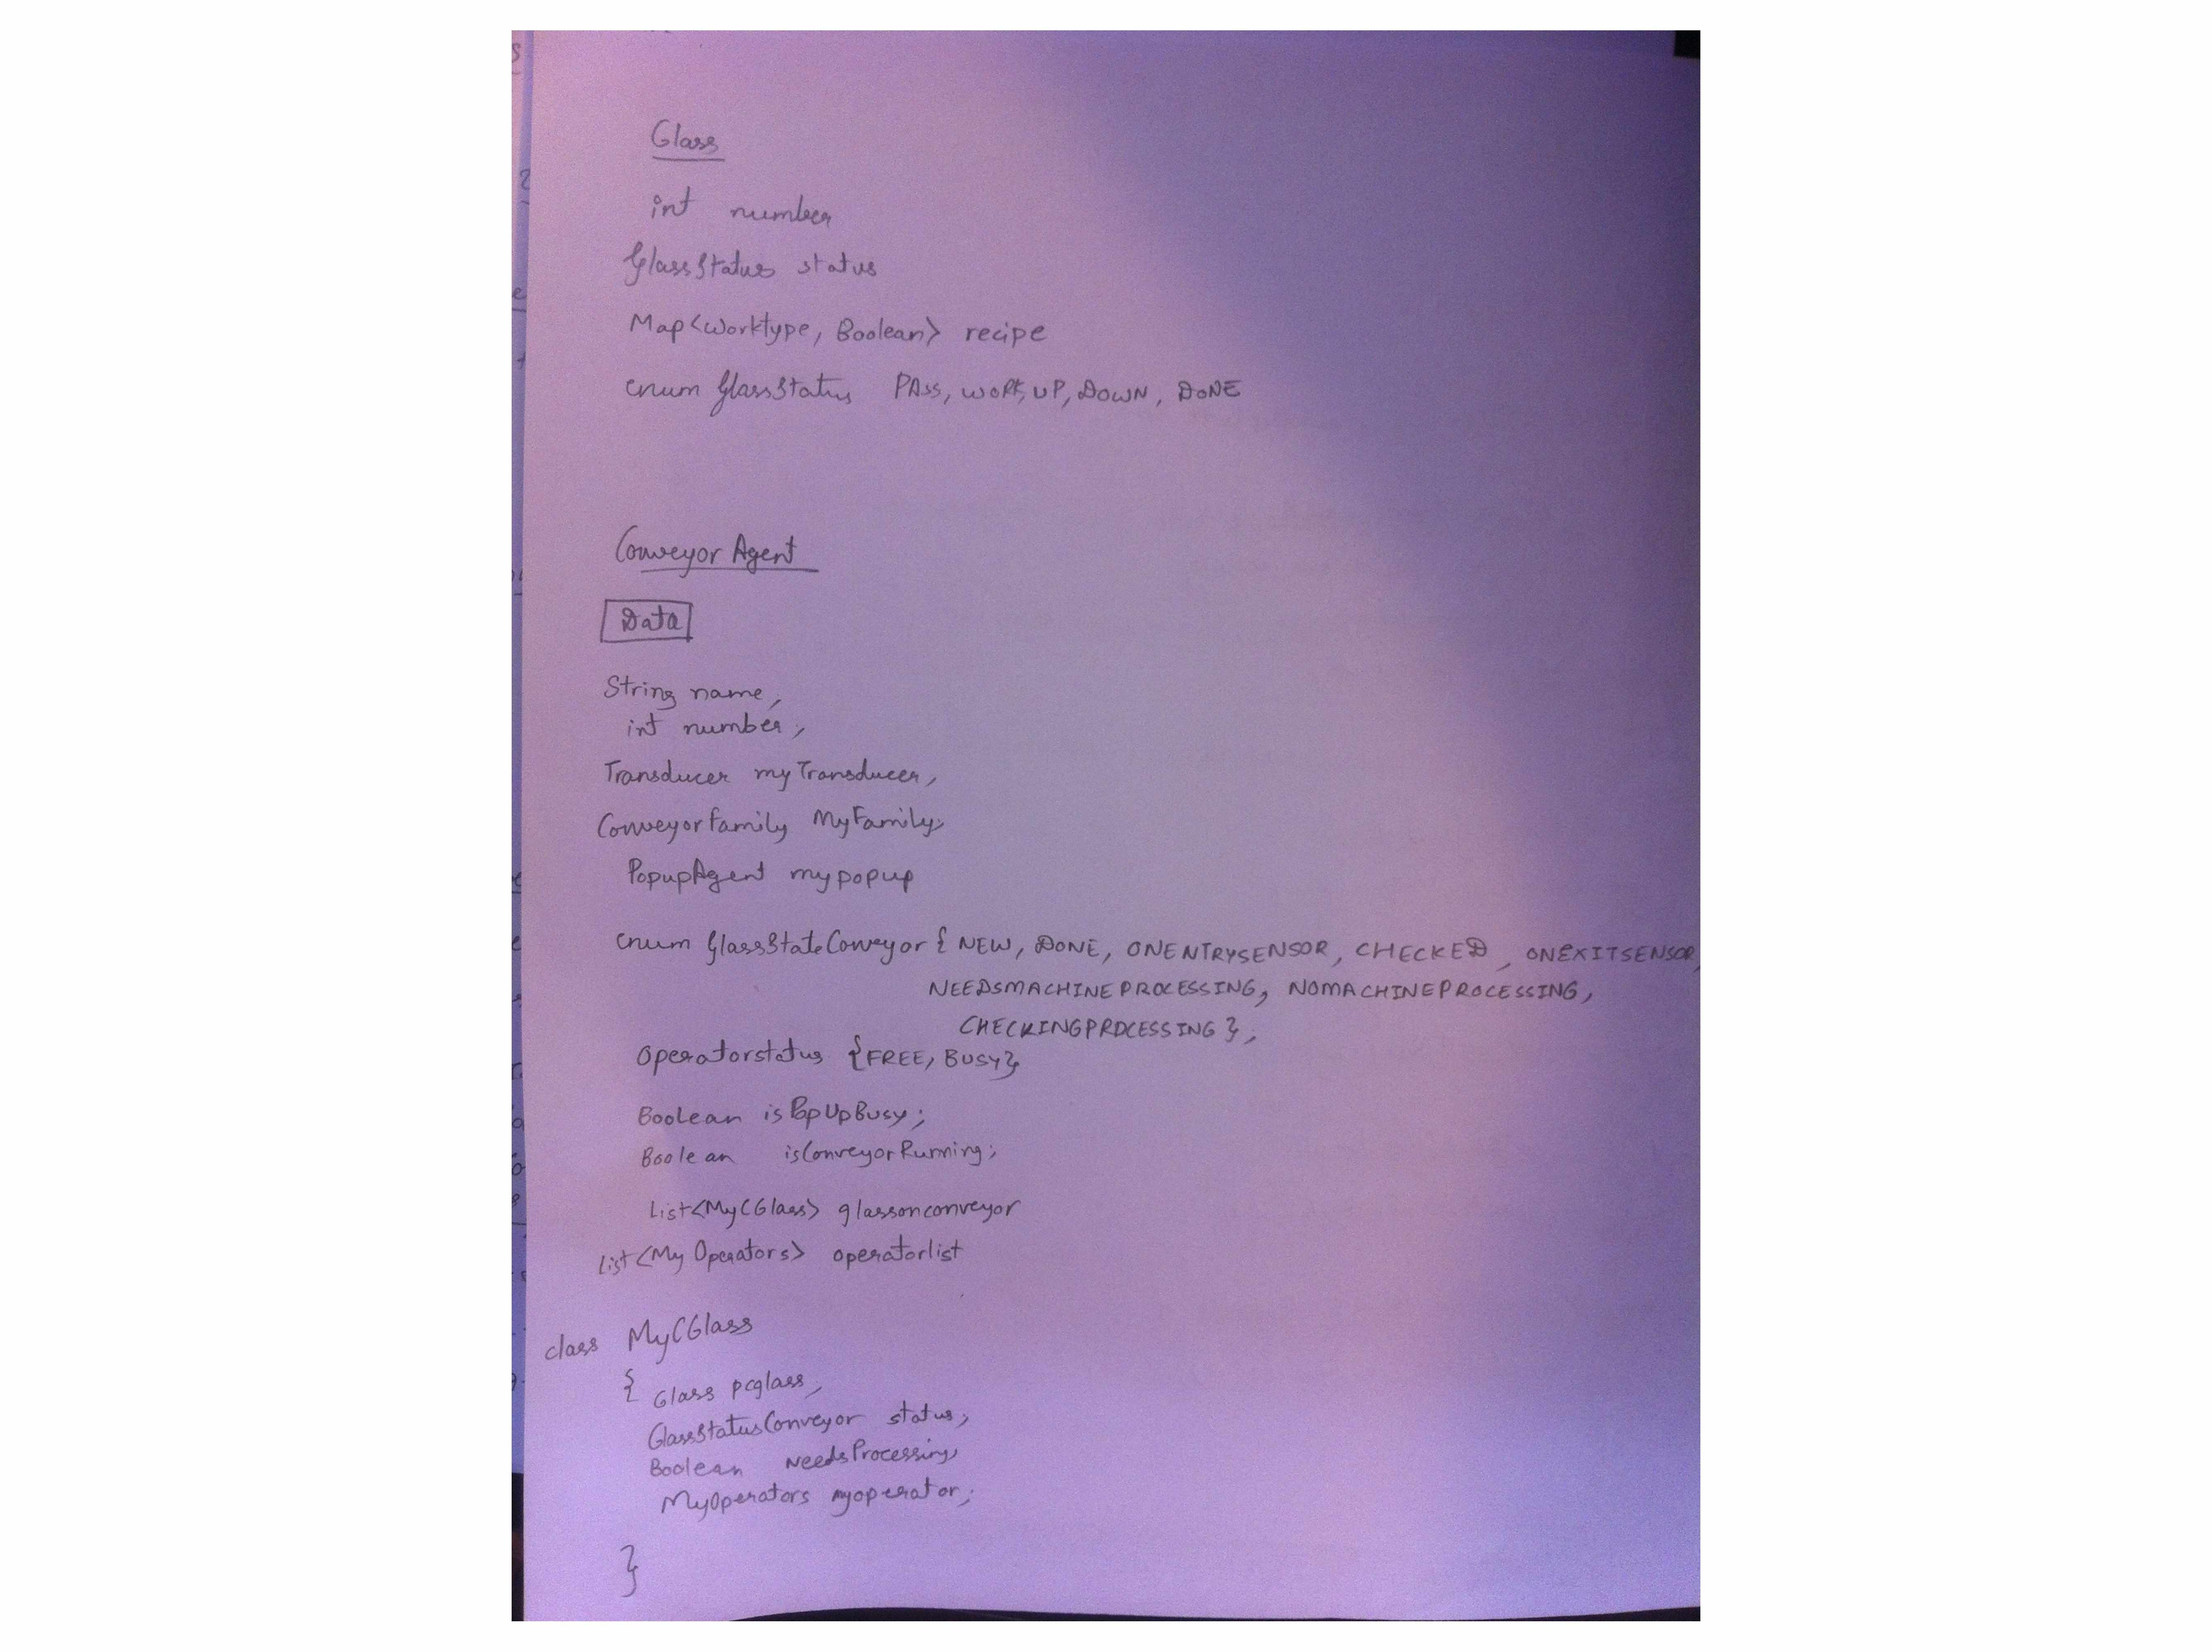 Glass
int number
GlassStatus status
Map<Worktype, Boolean> recipe
enum GlassStatus PASS, WORK, UP, DOWN, DONE
Conveyor Agent
Data
String name,
int number;
Transducer myTransducer,
ConveyorFamily MyFamily;
PopupAgent mypopup
enum GlassStateConveyor { NEW, DONE, ONENTRYSENSOR, CHECKED, ONEXITSENSOR,
NEEDSMACHINEPROCESSING, NOMACHINEPROCESSING,
CHECKINGPROCESSING },
Operatorstatus {FREE, BUSY}
Boolean isPopUpBusy;
Boolean isConveyorRunning;
List<MyCGlass> glassonconveyor
List<My Operators> operatorlist
class MyCGlass
{ Glass pcglass,
GlassStatusConveyor status;
Boolean NeedsProcessing
MyOperators myoperator;
}